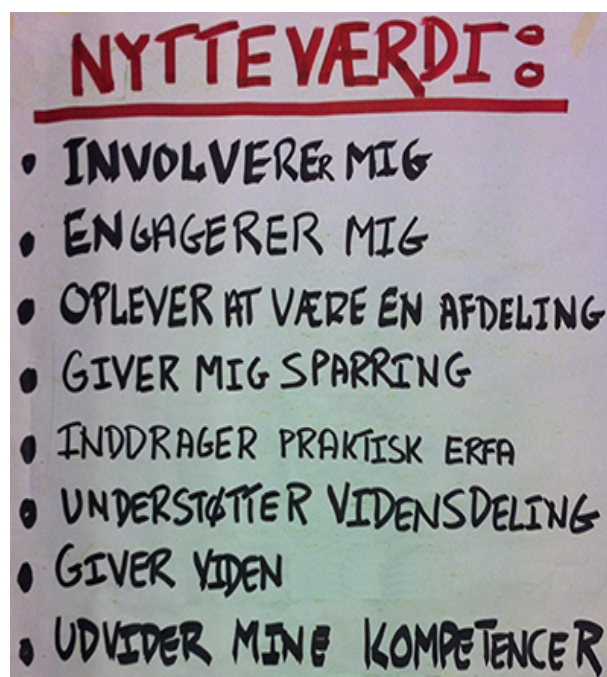 NYTTEVÆRDI:
• INVOLVERER MIG
• ENGAGERER MIG
• OPLEVER AT VÆRE EN AFDELING
• GIVER MIG SPARRING
• INDDRAGER PRAKTISK ERFA
• UNDERSTØTTER VIDENSDELING
• GIVER VIDEN
• UDVIDER MINE KOMPETENCER